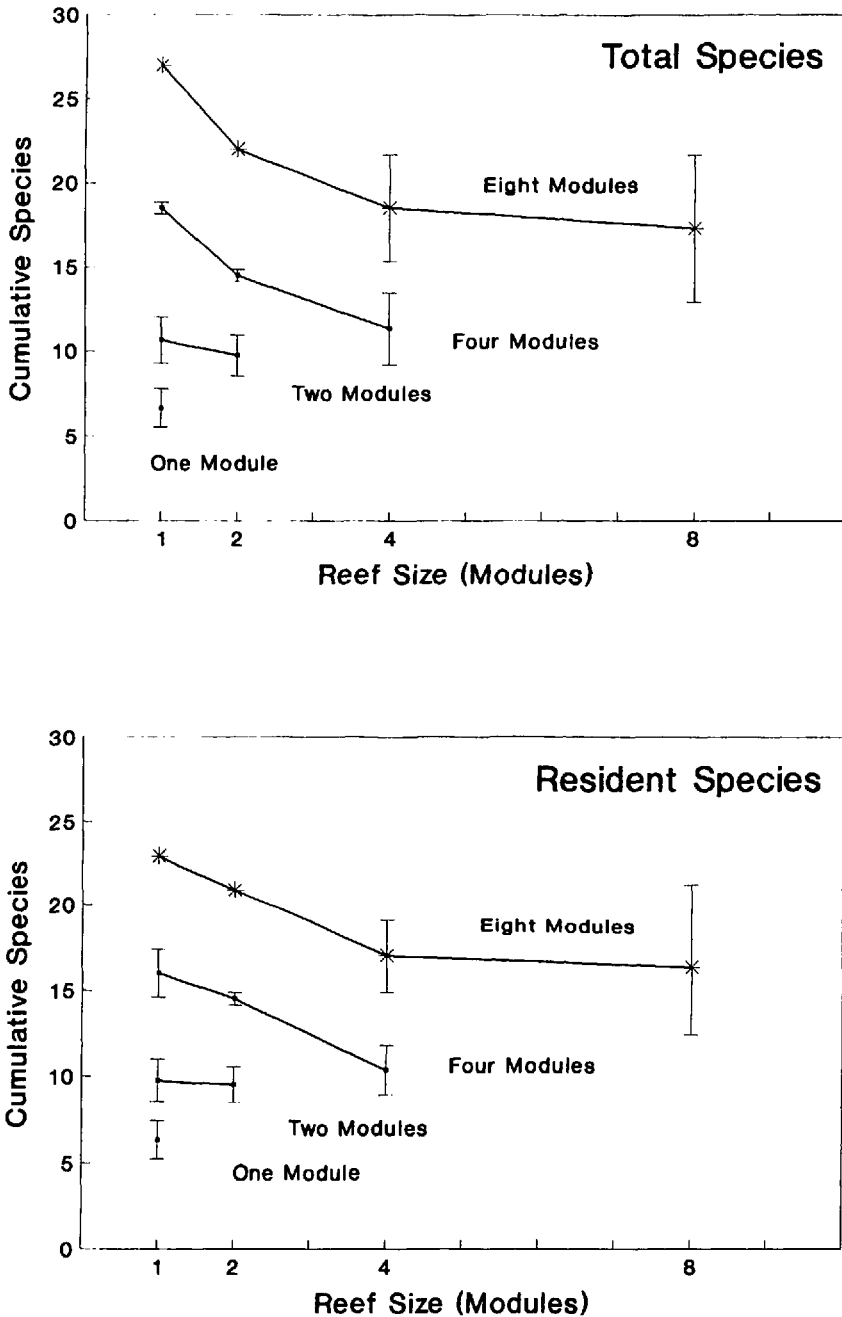 Total Species
Cumulative Species
30
25
20
15
10
5
0
Eight Modules
Four Modules
Two Modules
One Module
1 2 4 8
Reef Size (Modules)
Resident Species
Cumulative Species
30
25
20
15
10
5
0
Eight Modules
Four Modules
Two Modules
One Module
1 2 4 8
Reef Size (Modules)